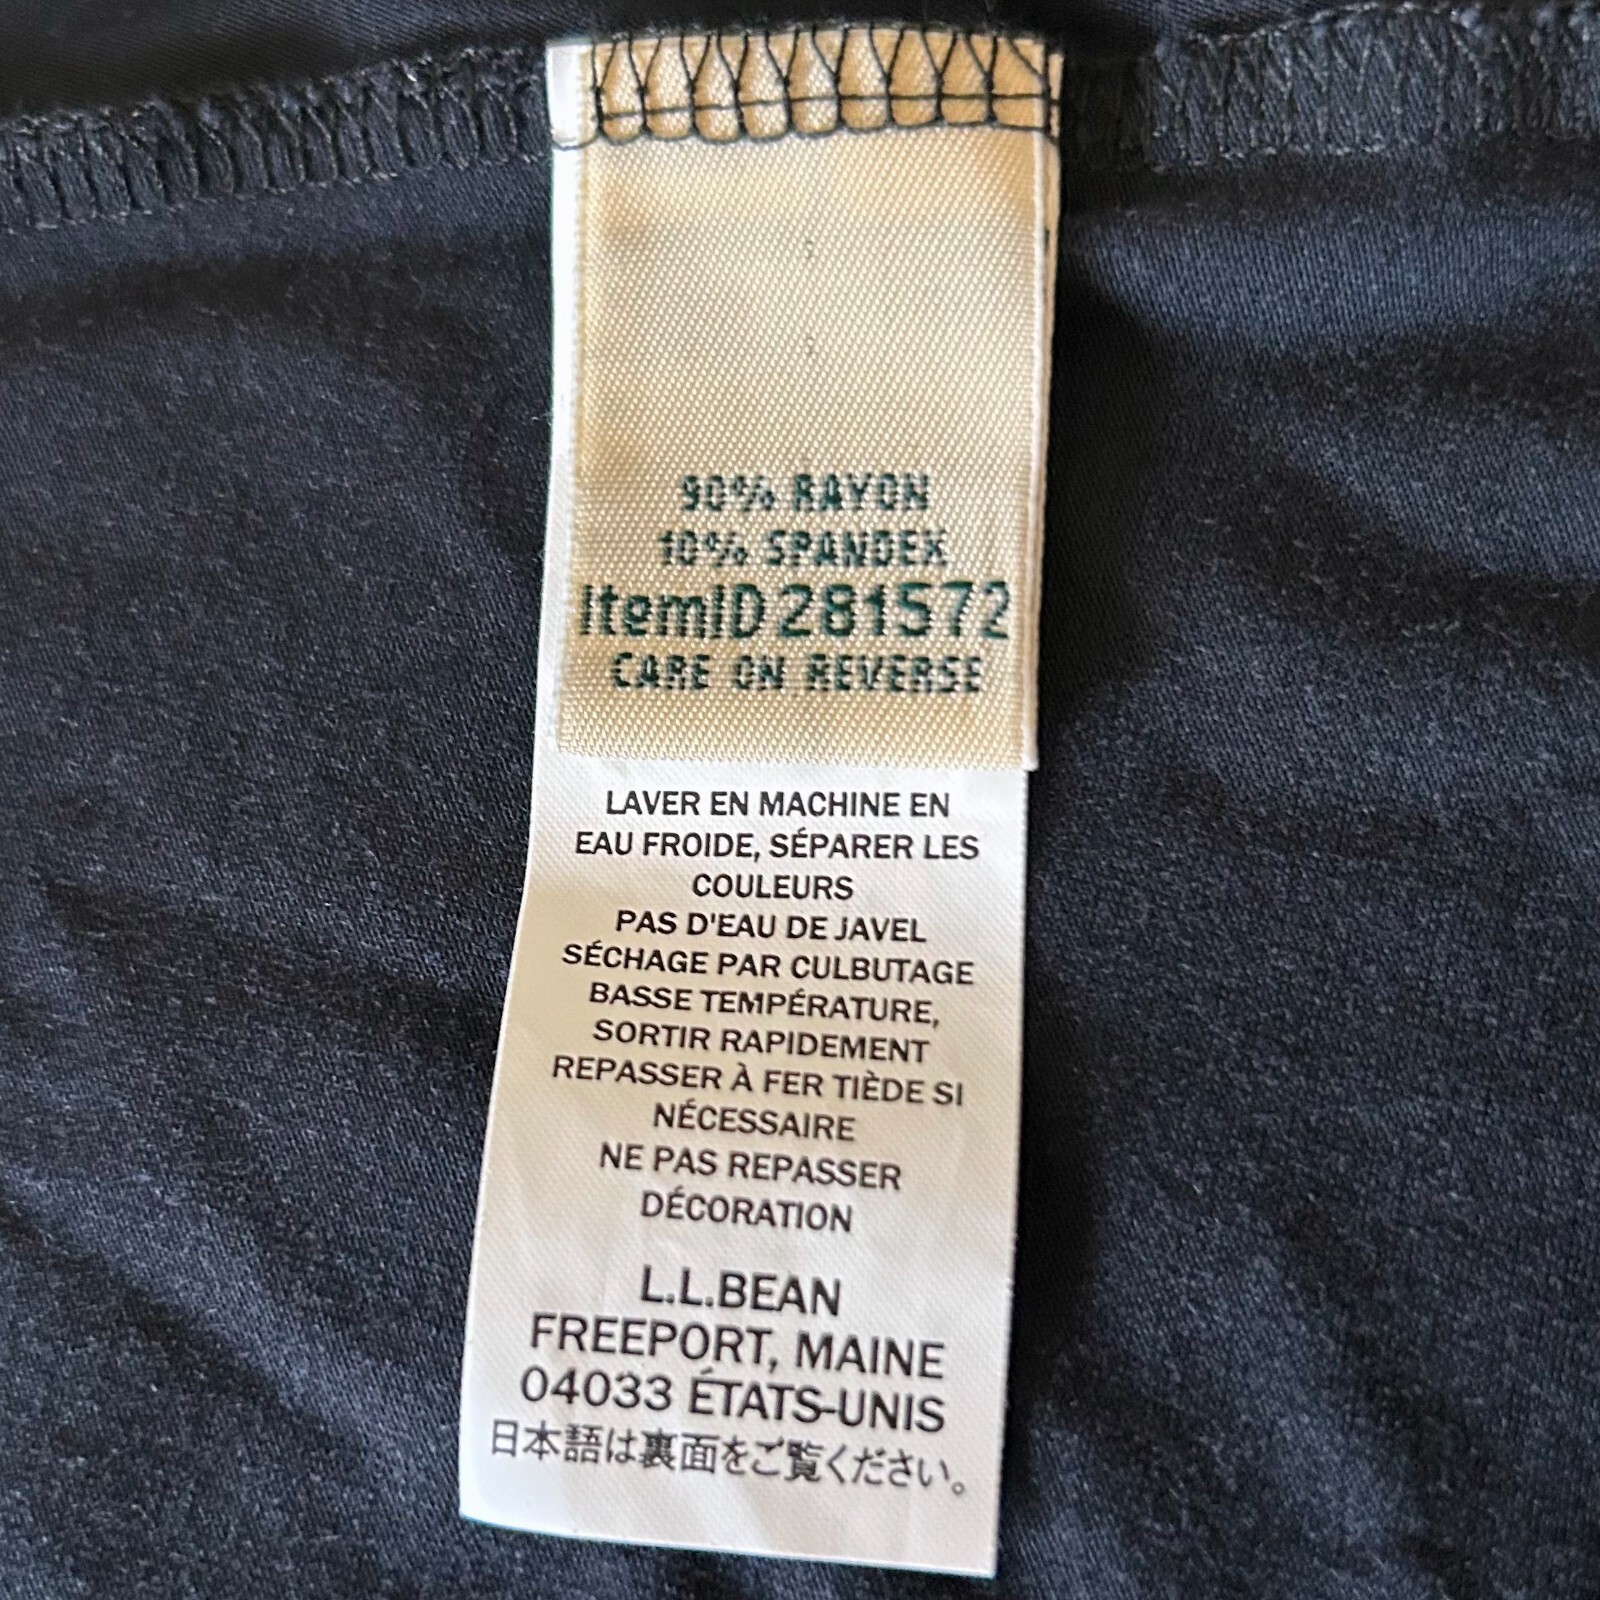 90% RAYON
10% SPANDEX
ItemID 281572
CARE ON REVERSE
LAVER EN MACHINE EN
EAU FROIDE, SÉPARER LES
COULEURS
PAS D'EAU DE JAVEL
SÉCHAGE PAR CULBUTAGE
BASSE TEMPÉRATURE,
SORTIR RAPIDEMENT
REPASSER À FER TIÈDE SI
NÉCESSAIRE
NE PAS REPASSER
DÉCORATION
L.L.BEAN
FREEPORT, MAINE
04033 ÉTATS-UNIS
日本語は裏面をご覧ください。